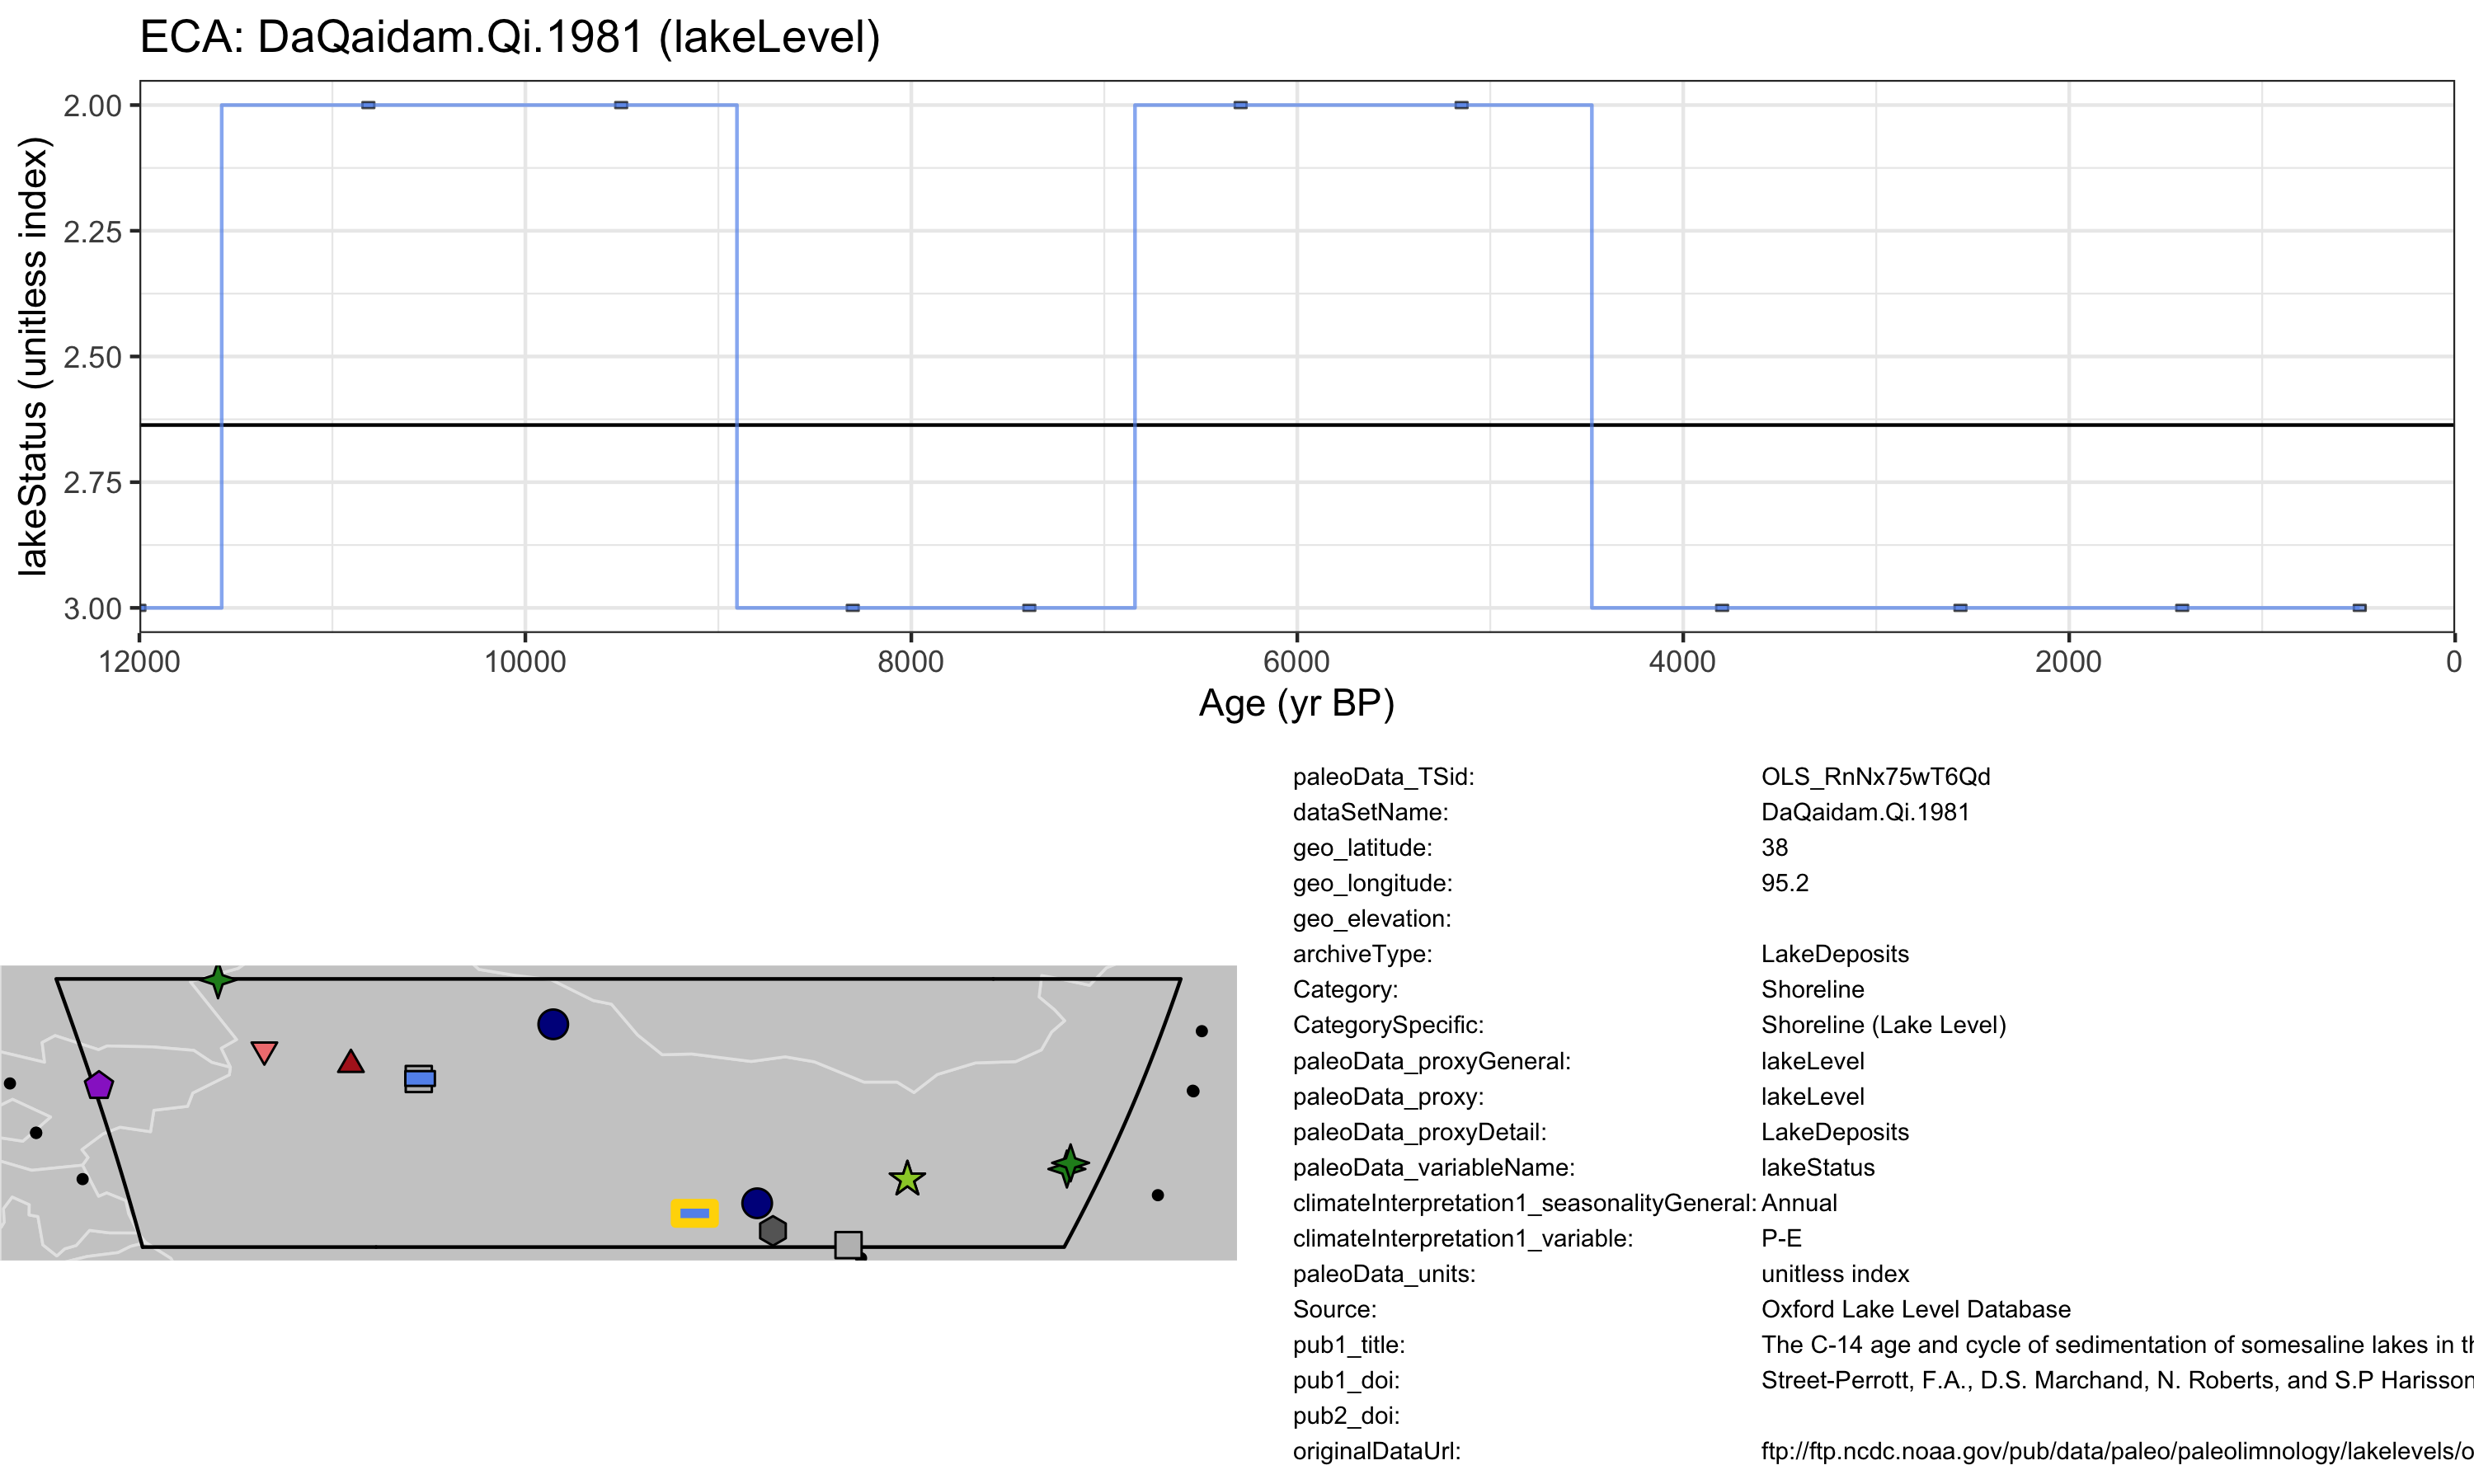 ECA: DaQaidam.Qi.1981 (lakeLevel)
lakeStatus (unitless index)
2.00
2.25
2.50
2.75
3.00
12000 10000 8000 6000 4000 2000 0
Age (yr BP)
paleoData_TSid: OLS_RnNx75wT6Qd
dataSetName: DaQaidam.Qi.1981
geo_latitude: 38
geo_longitude: 95.2
geo_elevation:
archiveType: LakeDeposits
Category: Shoreline
CategorySpecific: Shoreline (Lake Level)
paleoData_proxyGeneral: lakeLevel
paleoData_proxy: lakeLevel
paleoData_proxyDetail: LakeDeposits
paleoData_variableName: lakeStatus
climateInterpretation1_seasonalityGeneral: Annual
climateInterpretation1_variable: P-E
paleoData_units: unitless index
Source: Oxford Lake Level Database
pub1_title: The C-14 age and cycle of sedimentation of somesaline lakes in
pub1_doi: Street-Perrott, F.A., D.S. Marchand, N. Roberts, and S.P Harisson
pub2_doi:
originalDataUrl: ftp://ftp.ncdc.noaa.gov/pub/data/paleo/paleolimnology/lakelevels/o